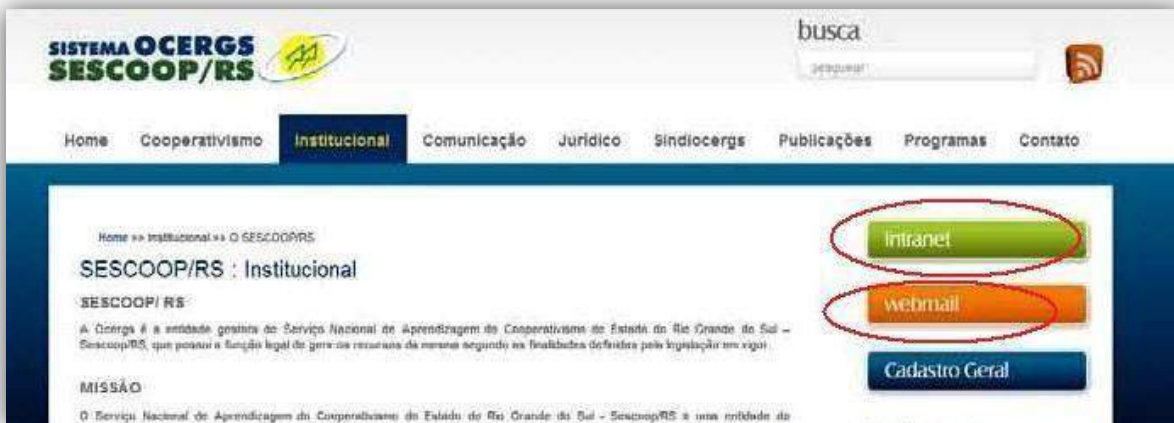 busca
SISTEMA OCERGS
SESCOOP/RS
pesquisar
Home Cooperativismo Institucional Comunicação Jurídico Sindiocergs Publicações Programas Contato
Home »» Institucional »» O SESCOOP/RS
SESCOOP/RS : Institucional
SESCOOP/ RS
A Ocergs é a entidade gestora do Serviço Nacional de Aprendizagem do Cooperativismo do Estado do Rio Grande do Sul –
Sescoop/RS, que possui a função legal de gerir os recursos da mesma segundo as finalidades definidas pela legislação em vigor.
MISSÃO
O Serviço Nacional de Aprendizagem do Cooperativismo do Estado do Rio Grande do Sul - Sescoop/RS é uma entidade de
Intranet
webmail
Cadastro Geral